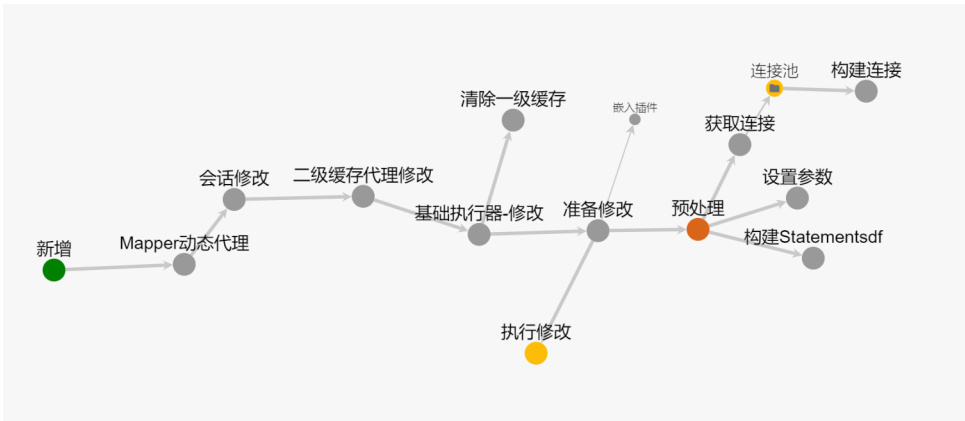 连接池
构建连接
清除一级缓存
嵌入插件
获取连接
会话修改
二级缓存代理修改
设置参数
基础执行器-修改
准备修改
预处理
新增
Mapper动态代理
构建Statementsdf
执行修改